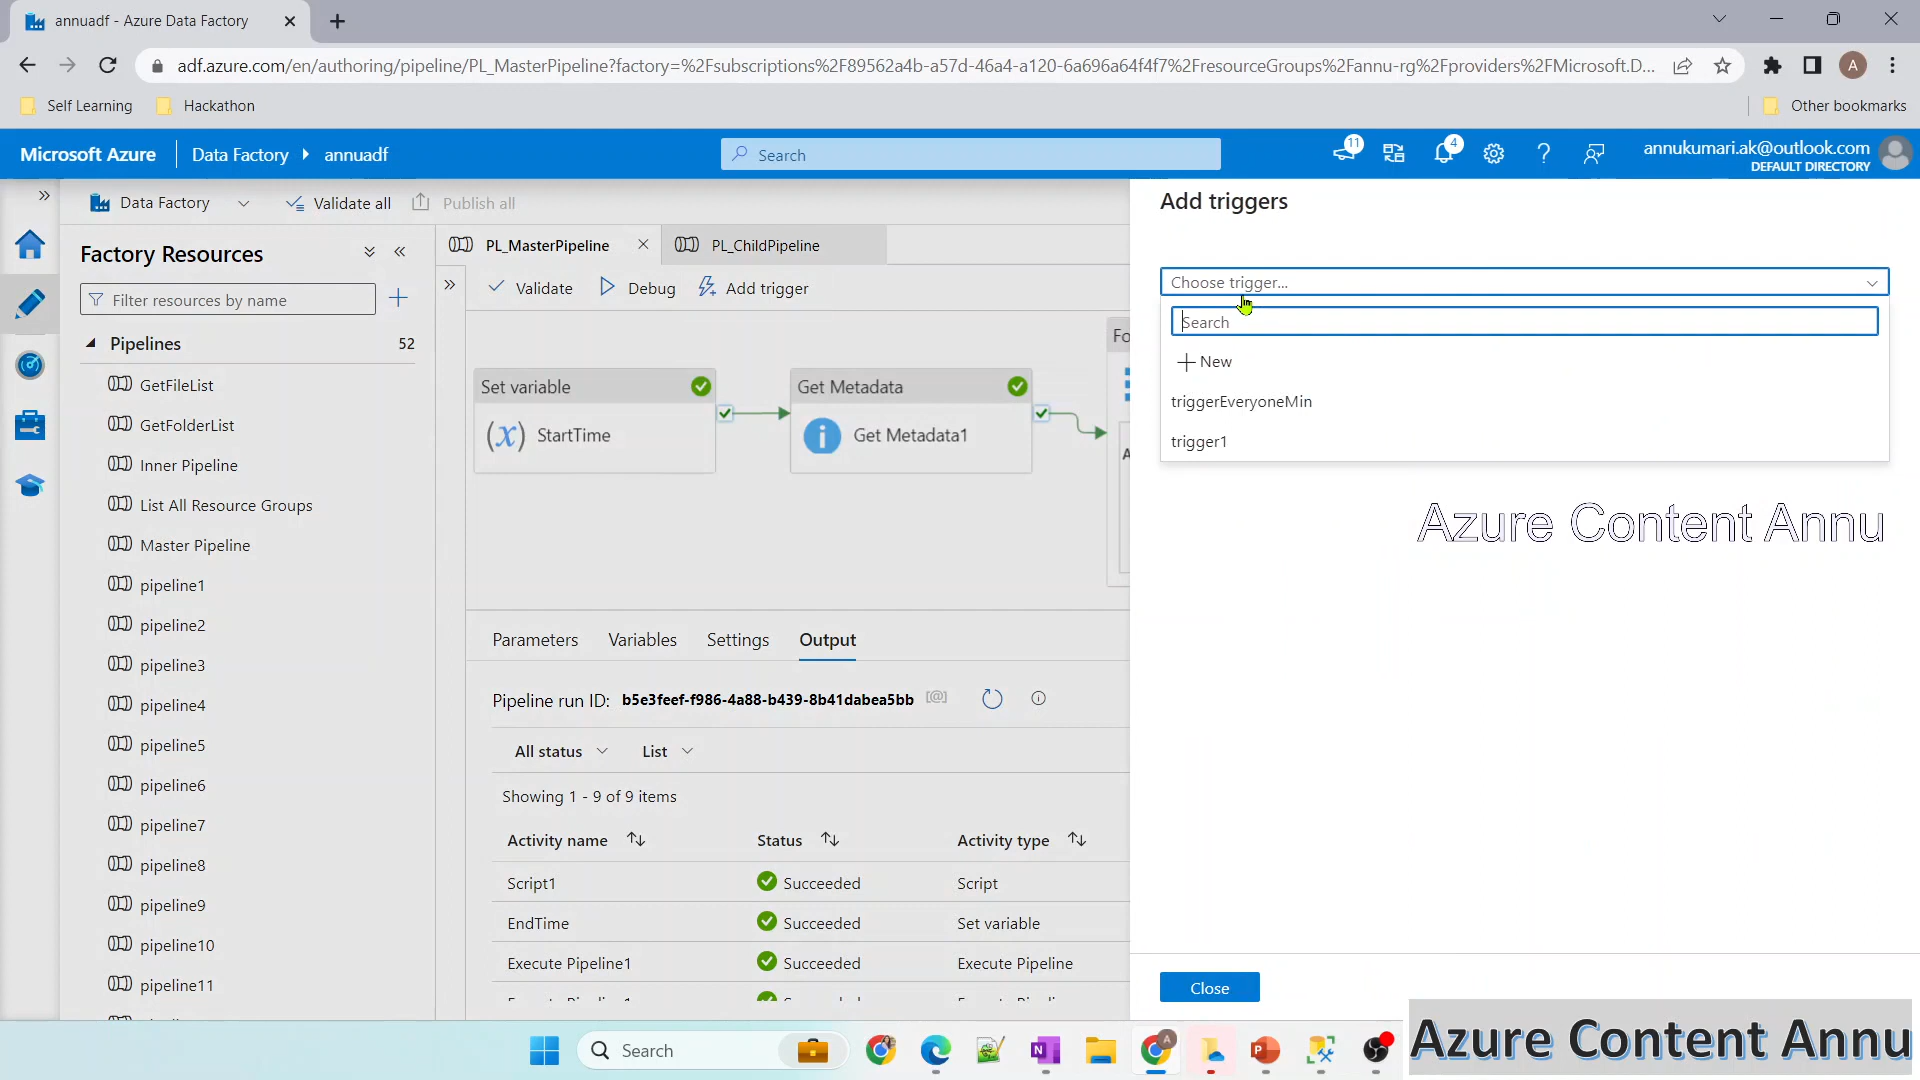 annuadf - Azure Data Factory
adf.azure.com/en/authoring/pipeline/PL_MasterPipeline?factory=%2Fsubscriptions%2F89562a4b-a57d-46a4-a120-6a696a64f4f7%2FresourceGroups%2Fannu-rg%2Fproviders%2FMicrosoft.D...
A
Self Learning
Hackathon
Other bookmarks
Microsoft Azure
Data Factory
annuadf
Search
11
4
annukumari.ak@outlook.com
DEFAULT DIRECTORY
Data Factory
Validate all
Publish all
Factory Resources
Filter resources by name
Pipelines
52
GetFileList
GetFolderList
Inner Pipeline
List All Resource Groups
Master Pipeline
pipeline1
pipeline2
pipeline3
pipeline4
pipeline5
pipeline6
pipeline7
pipeline8
pipeline9
pipeline10
pipeline11
PL_MasterPipeline
PL_ChildPipeline
Validate
Debug
Add trigger
Set variable
(x)
StartTime
Get Metadata
Get Metadata1
Fo
A
Parameters
Variables
Settings
Output
Pipeline run ID: b5e3feef-f986-4a88-b439-8b41dabea5bb
[@]
All status
List
Showing 1 - 9 of 9 items
Activity name
Status
Activity type
Script1
Succeeded
Script
EndTime
Succeeded
Set variable
Execute Pipeline1
Succeeded
Execute Pipeline
Add triggers
Choose trigger...
Search
New
triggerEveryoneMin
trigger1
Azure Content Annu
Close
Search
A
Azure Content Annu